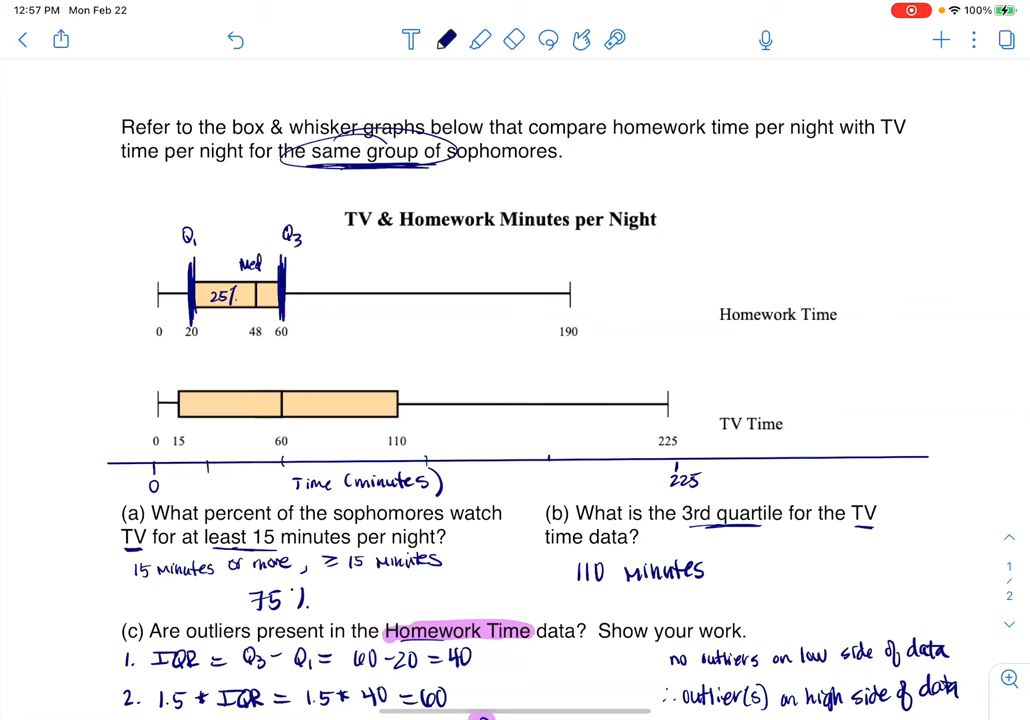 12:57 PM Mon Feb 22
100%
Refer to the box & whisker graphs below that compare homework time per night with TV
time per night for the same group of sophomores.
TV & Homework Minutes per Night
Q1 Q3
Med
25%
0 20 48 60 190
Homework Time
0 15 60 110 225
TV Time
0 Time (minutes) 225
(a) What percent of the sophomores watch
TV for at least 15 minutes per night?
15 minutes or more, ≥ 15 minutes
75%
(b) What is the 3rd quartile for the TV
time data?
110 minutes
(c) Are outliers present in the Homework Time data? Show your work.
1. IQR = Q3 - Q1 = 60 - 20 = 40
no outliers on low side of data
2. 1.5 * IQR = 1.5 * 40 = 60
∴ outlier(s) on high side of data
1
/
2